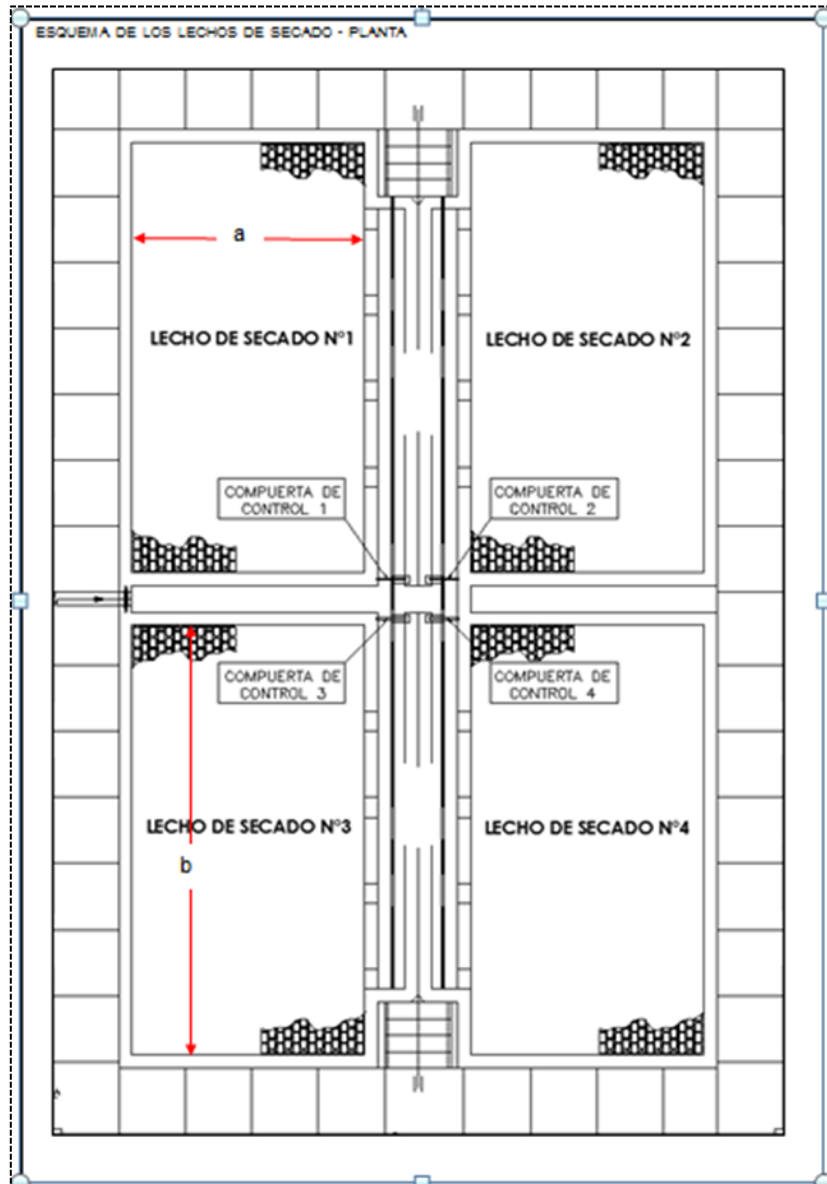 ESQUEMA DE LOS LECHOS DE SECADO - PLANTA
a
LECHO DE SECADO N°1
LECHO DE SECADO N°2
COMPUERTA DE
CONTROL 1
COMPUERTA DE
CONTROL 2
COMPUERTA DE
CONTROL 3
COMPUERTA DE
CONTROL 4
LECHO DE SECADO N°3
LECHO DE SECADO N°4
b